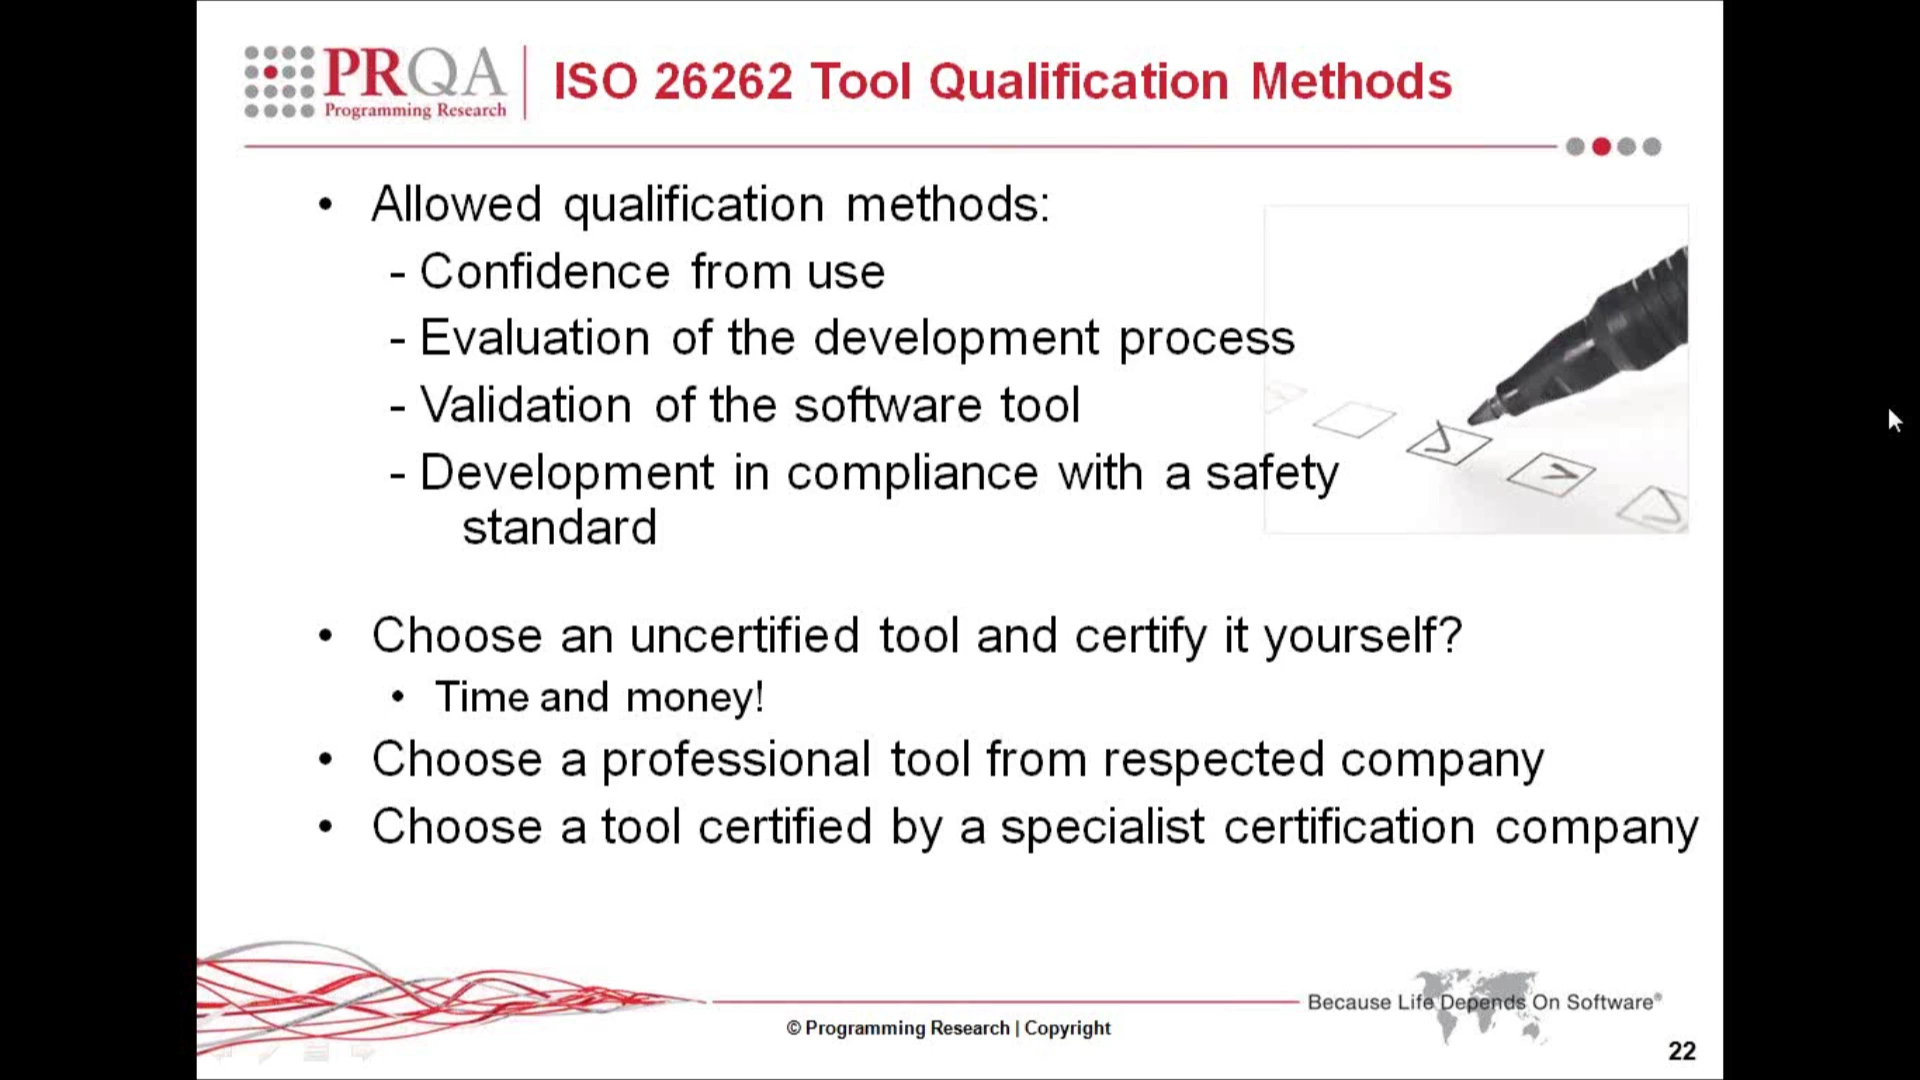 PRQA
Programming Research
ISO 26262 Tool Qualification Methods
• Allowed qualification methods:
- Confidence from use
- Evaluation of the development process
- Validation of the software tool
- Development in compliance with a safety
standard
• Choose an uncertified tool and certify it yourself?
• Time and money!
• Choose a professional tool from respected company
• Choose a tool certified by a specialist certification company
Because Life Depends On Software®
© Programming Research | Copyright
22